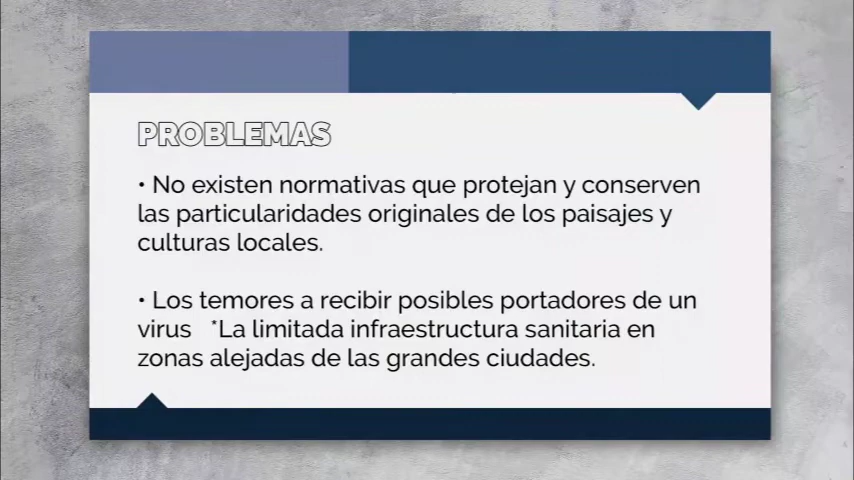 PROBLEMAS
• No existen normativas que protejan y conserven
las particularidades originales de los paisajes y
culturas locales.
• Los temores a recibir posibles portadores de un
virus *La limitada infraestructura sanitaria en
zonas alejadas de las grandes ciudades.